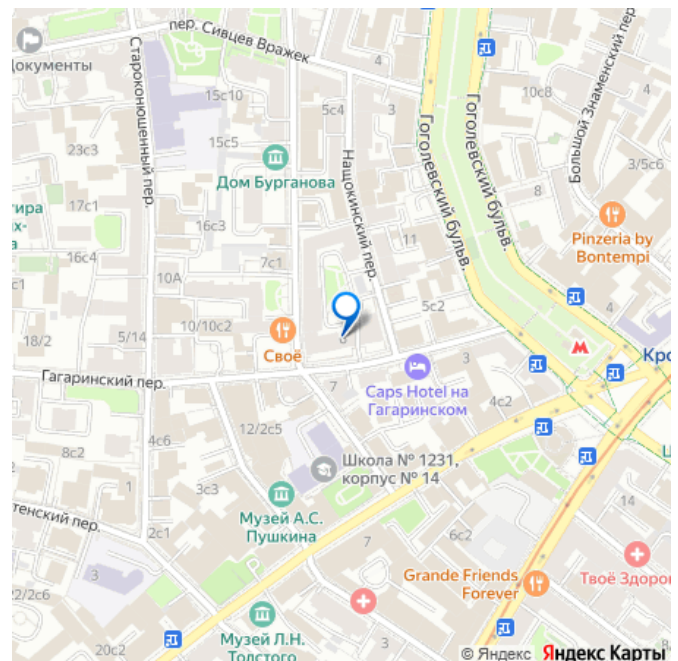 пер. Сивцев Вражек
Документы
Староконюшенный пер.
15с10
5с4
3
4
10с8
Большой Знаменский пер.
4
3/5с6
23с3
15с5
Дом Бурганова
Нащокинский пер.
Гоголевский бульв.
Гоголевский бульв.
8
17с1
16с3
11
Pinzeria by
Bontempi
16с4
7с1
10А
5с2
18/2
5/14
10/10с2
Своё
3
Кро
Гагаринский пер.
7
Caps Hotel на
Гагаринском
4с2
8с2
4с6
12/2с5
Школа № 1231,
корпус № 14
3с3
Музей А.С.
Пушкина
14
тенский пер.
2с1
7
6с2
3
Grande Friends
Forever
Твоё Здоров
22/2с6
20с2
Музей Л.Н.
Толстого
© Яндекс Яндекс Карты